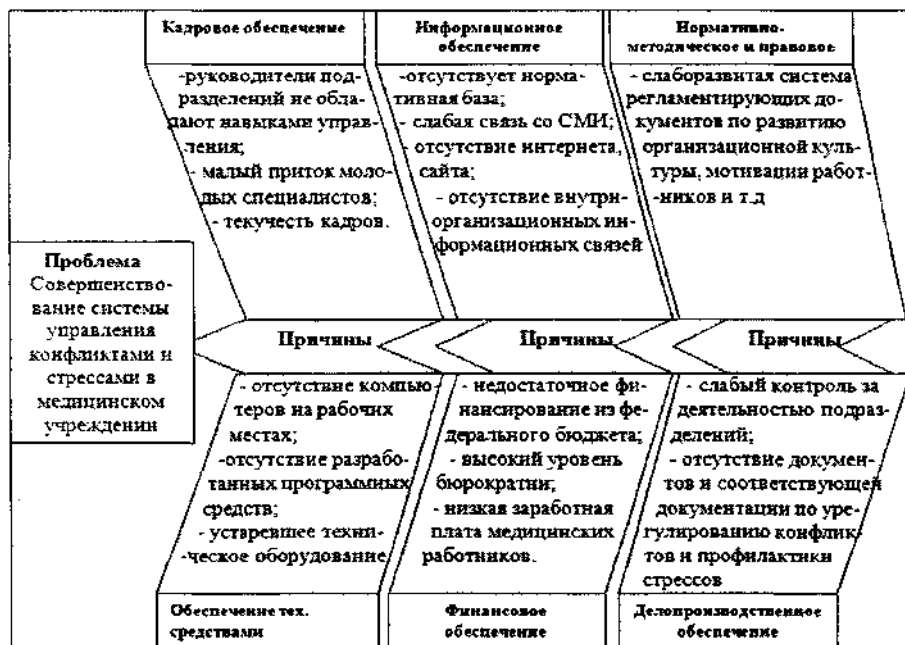 Кадровое обеспечение
-руководители под-
разделений не обла-
дают навыками управ-
ления;
- малый приток моло-
дых специалистов;
- текучесть кадров.
Информационное
обеспечение
-отсутствует норма-
тивная база;
- слабая связь со СМИ;
- отсутствие интернета,
сайта;
- отсутствие внутри-
организационных ин-
формационных связей
Нормативно-
методическое и правовое
- слаборазвитая система
регламентирующих до-
кументов по развитию
организационной куль-
туры, мотивации работ-
-ников и т.д
Проблема
Совершенство-
вание системы
управления
конфликтами и
стрессами в
медицинском
учреждении
Причины
Причины
Причины
- отсутствие компью
теров на рабочих
местах;
-отсутствие разрабо-
танных программных
средств;
- устаревшее техни-
-ческое оборудование
Обеспечение тех.
средствами
- недостаточное фи-
нансирование из фе-
дерального бюджета;
- высокий уровень
бюрократии;
- низкая заработная
плата медицинских
работников.
Финансовое
обеспечение
- слабый контроль за
деятельностью подраз-
делений;
- отсутствие докумен-
тов и соответствующей
документации по уре-
гулированию конфлик-
тов и профилактики
стрессов
Делопроизводственное
обеспечение